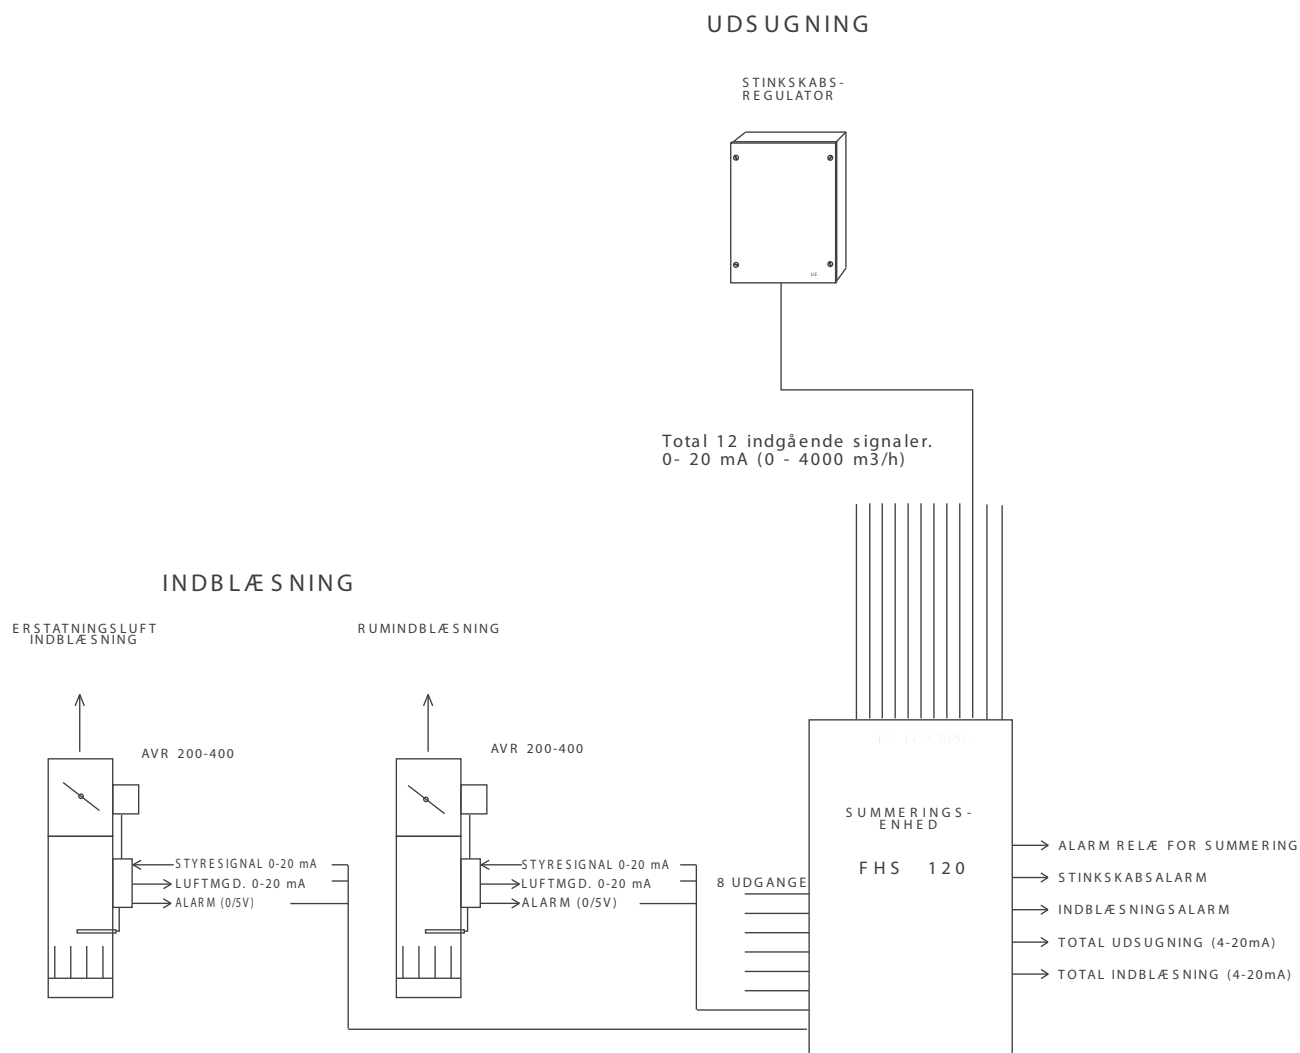 UDSUGNING
STINKSKABS-
REGULATOR
Total 12 indgående signaler.
0- 20 mA (0 - 4000 m3/h)
INDBLÆSNING
ERSTATNINGSLUFT
INDBLÆSNING
RUMINDBLÆSNING
AVR 200-400
AVR 200-400
STYRESIGNAL 0-20 mA
LUFTMGD. 0-20 mA
ALARM (0/5V)
STYRESIGNAL 0-20 mA
LUFTMGD. 0-20 mA
ALARM (0/5V)
8 UDGANGE
SUMMERINGS-
ENHED
FHS 120
ALARM RELÆ FOR SUMMERING
STINKSKABSALARM
INDBLÆSNINGSALARM
TOTAL UDSUGNING (4-20mA)
TOTAL INDBLÆSNING (4-20mA)